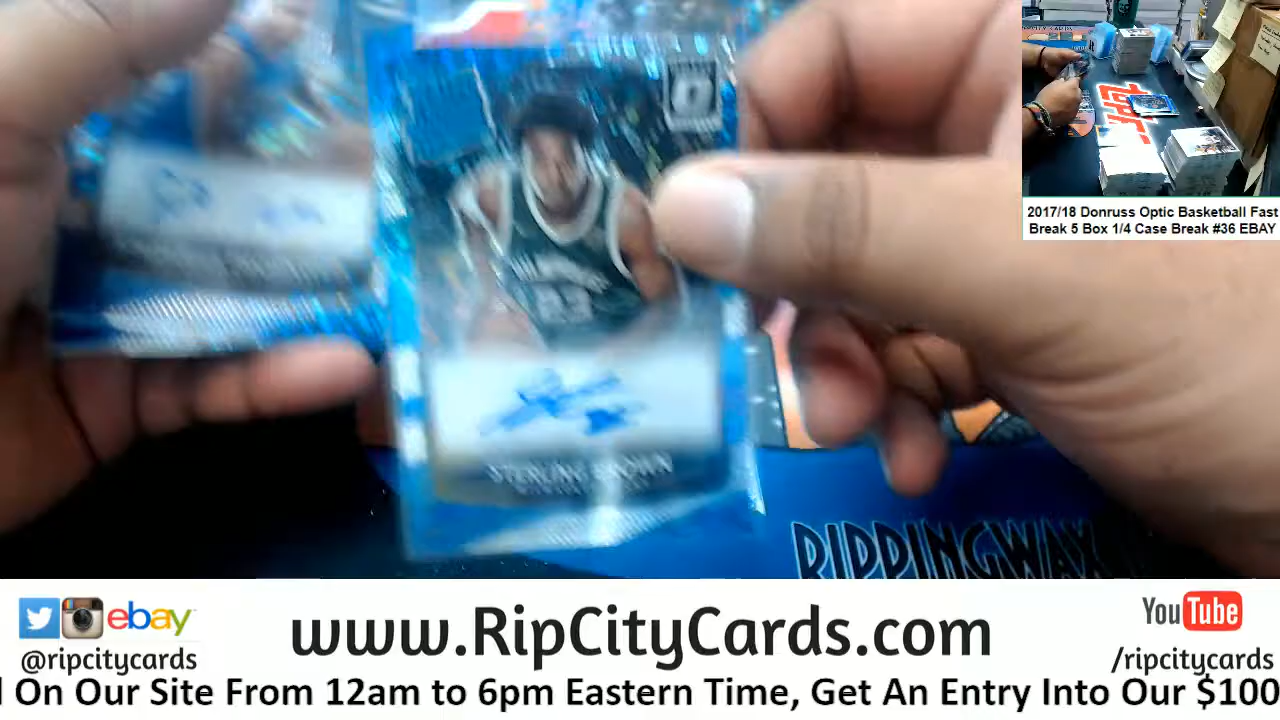 2017/18 Donruss Optic Basketball Fast
Break 5 Box 1/4 Case Break #36 EBAY
STERLING BROWN
RIPPINGWAX
ebay
@ripcitycards
www.RipCityCards.com
YouTube
/ripcitycards
On Our Site From 12am to 6pm Eastern Time, Get An Entry Into Our $100